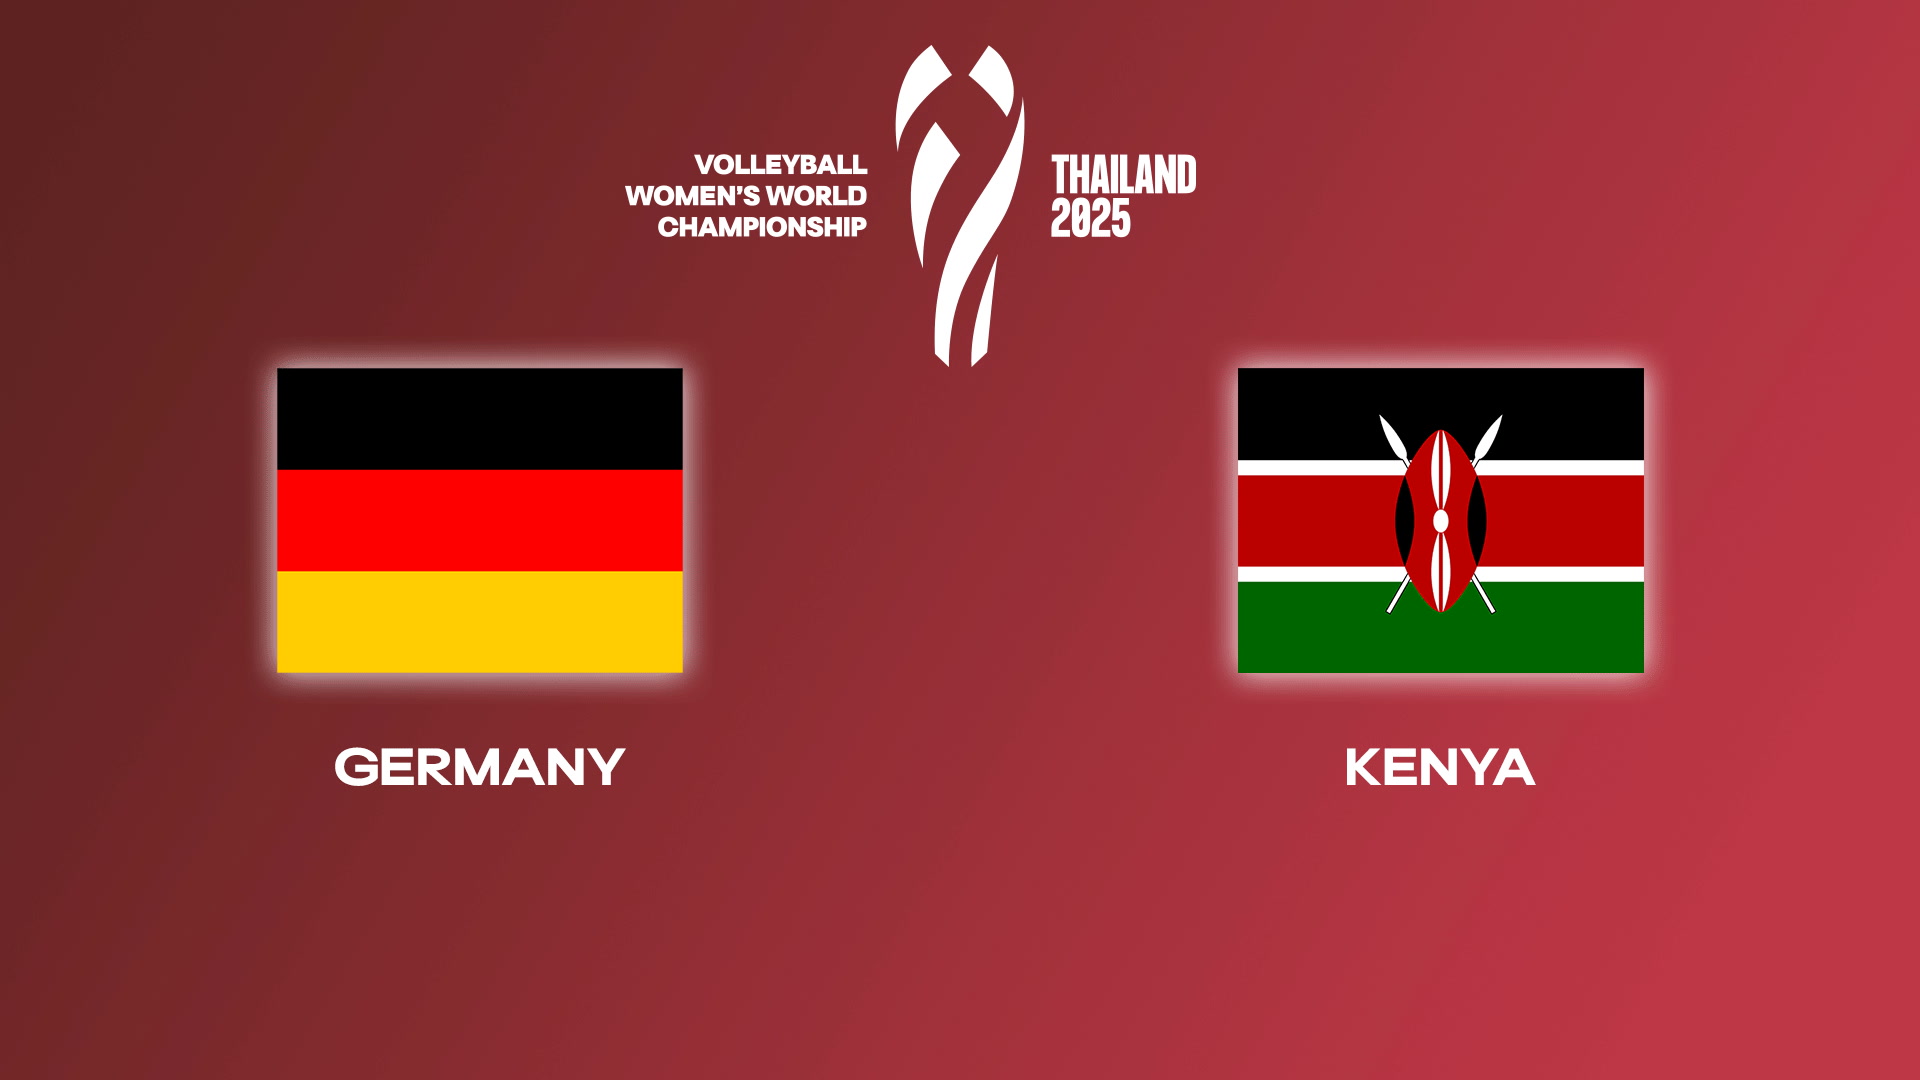 VOLLEYBALL
WOMEN'S WORLD
CHAMPIONSHIP
THAILAND
2025
GERMANY
KENYA